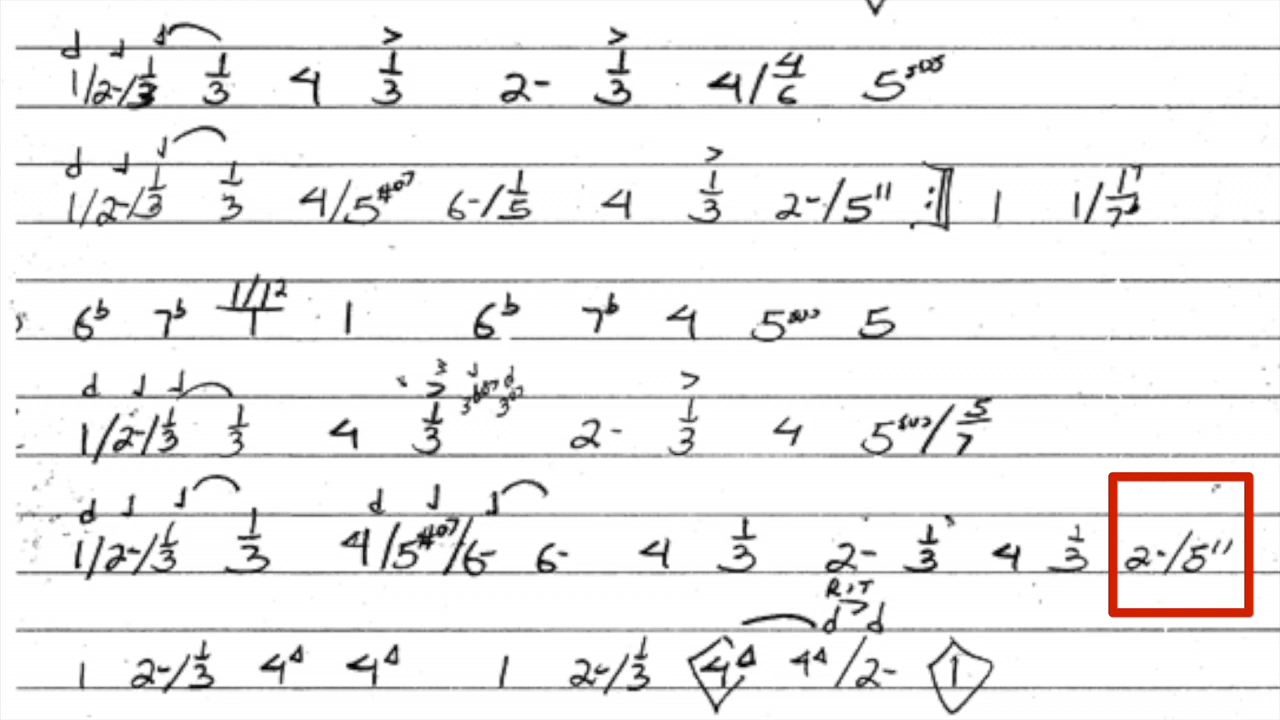 1/2-/1/3 1/3 4 1/3 2- 1/3 4/4/6 5sus
1/2-/1/3 1/3 4/5#07 6-/1/5 4 1/3 2-/5¹¹ :‖ 1 1/1/7b
6b 7b 1/1²/1 1 6b 7b 4 5sus 5
1/2-/1/3 1/3 4 1/3 3b07 307 2- 1/3 4 5sus/5/7
1/2-/1/3 1/3 4/5#07/6- 6- 4 1/3 2- 1/3 4 1/3 2-/5¹¹
RIT
1 2-/1/3 4Δ 4Δ 1 2-/1/3 4Δ 4Δ/2- 1